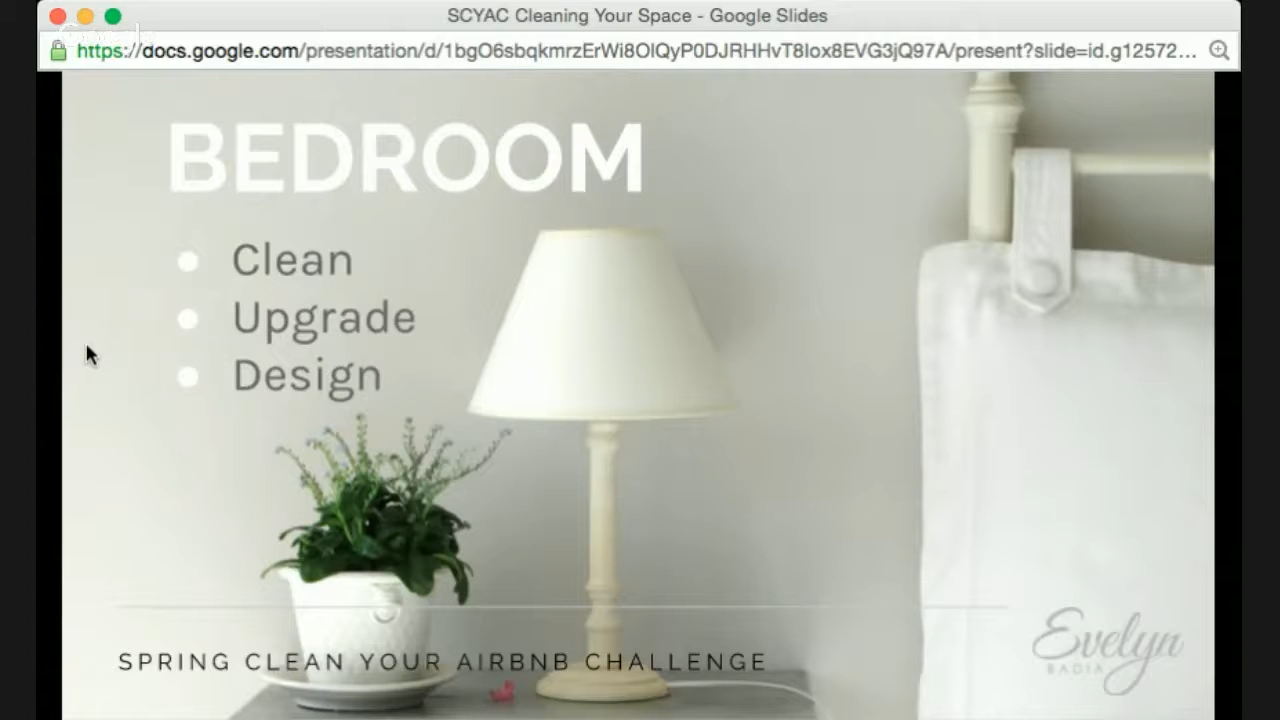 SCYAC Cleaning Your Space - Google Slides
https://docs.google.com/presentation/d/1bgO6sbqkmrzErWi8OlQyP0DJRHHvT8lox8EVG3jQ97A/present?slide=id.g12572...
BEDROOM
Clean
Upgrade
Design
SPRING CLEAN YOUR AIRBNB CHALLENGE
Evelyn
BADIA